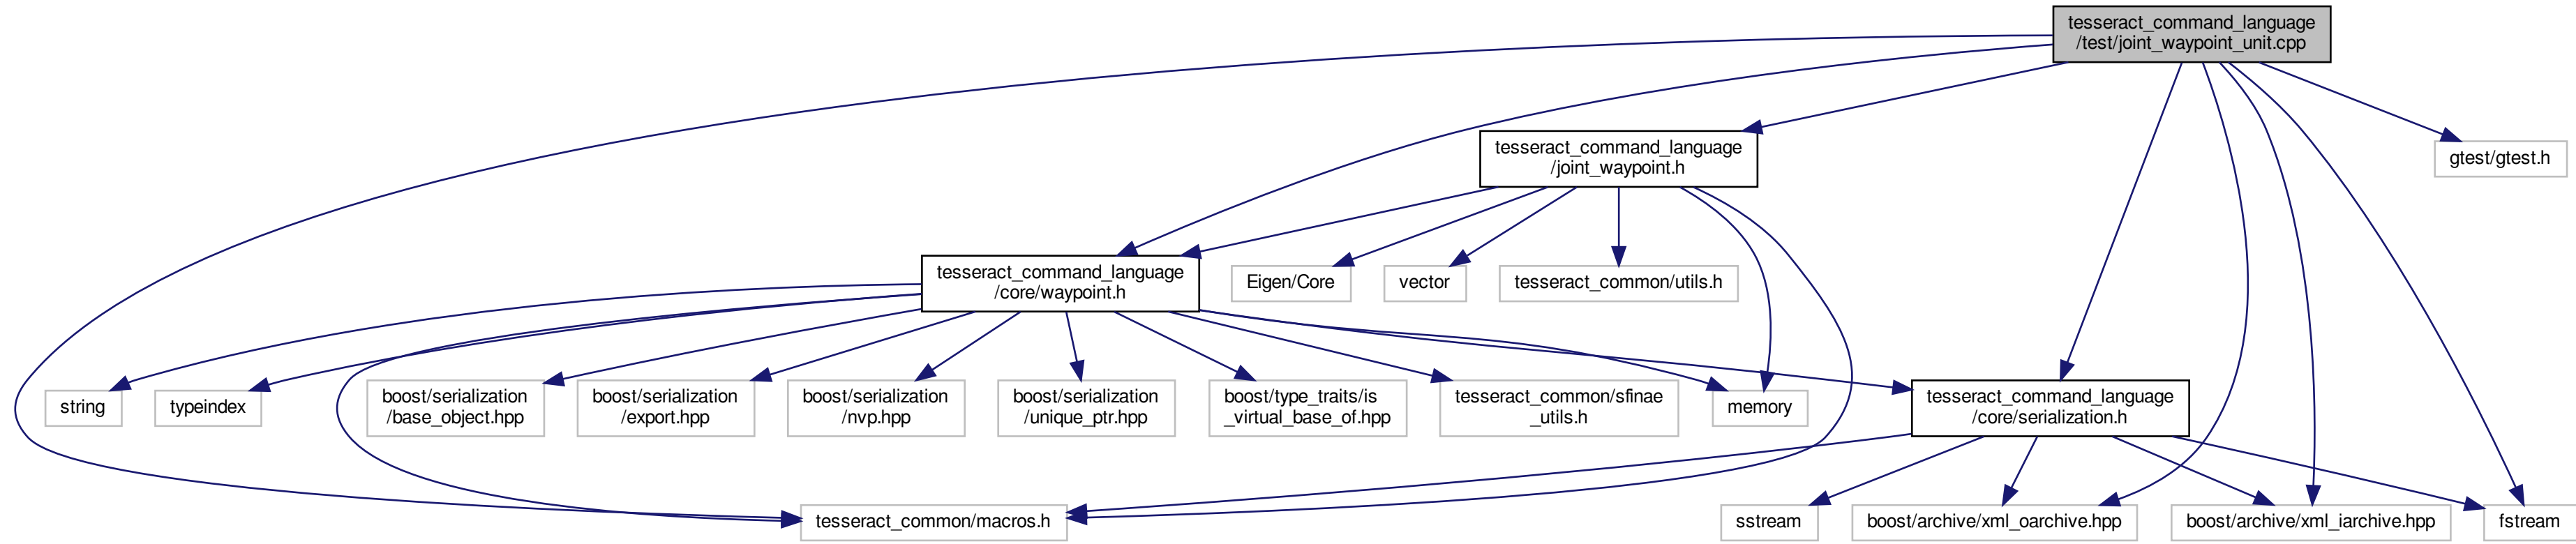 tesseract_command_language
/test/joint_waypoint_unit.cpp
tesseract_command_language
/joint_waypoint.h
gtest/gtest.h
tesseract_command_language
/core/waypoint.h
Eigen/Core
vector
tesseract_common/utils.h
string
typeindex
boost/serialization
/base_object.hpp
boost/serialization
/export.hpp
boost/serialization
/nvp.hpp
boost/serialization
/unique_ptr.hpp
boost/type_traits/is
_virtual_base_of.hpp
tesseract_common/sfinae
_utils.h
memory
tesseract_command_language
/core/serialization.h
tesseract_common/macros.h
sstream
boost/archive/xml_oarchive.hpp
boost/archive/xml_iarchive.hpp
fstream